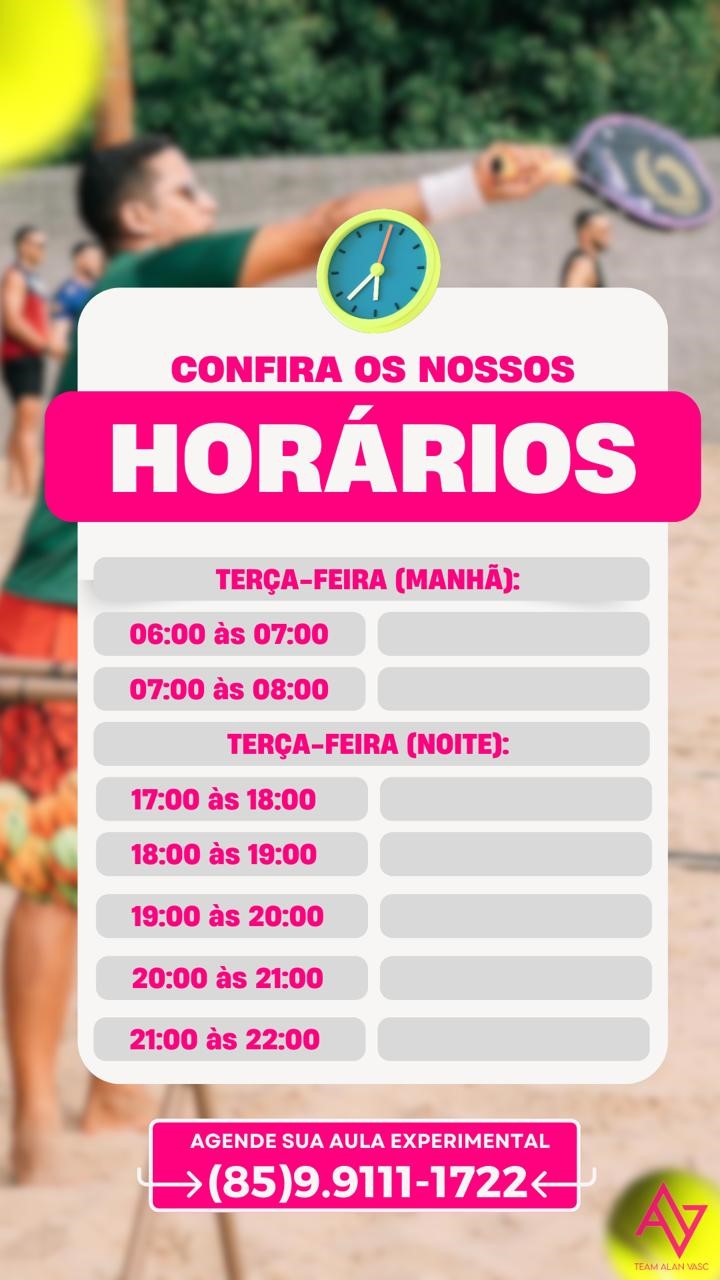 CONFIRA OS NOSSOS
HORÁRIOS
TERÇA-FEIRA (MANHÃ):
06:00 às 07:00
07:00 às 08:00
TERÇA-FEIRA (NOITE):
17:00 às 18:00
18:00 às 19:00
19:00 às 20:00
20:00 às 21:00
21:00 às 22:00
AGENDE SUA AULA EXPERIMENTAL
(85)9.9111-1722
TEAM ALAN VASC